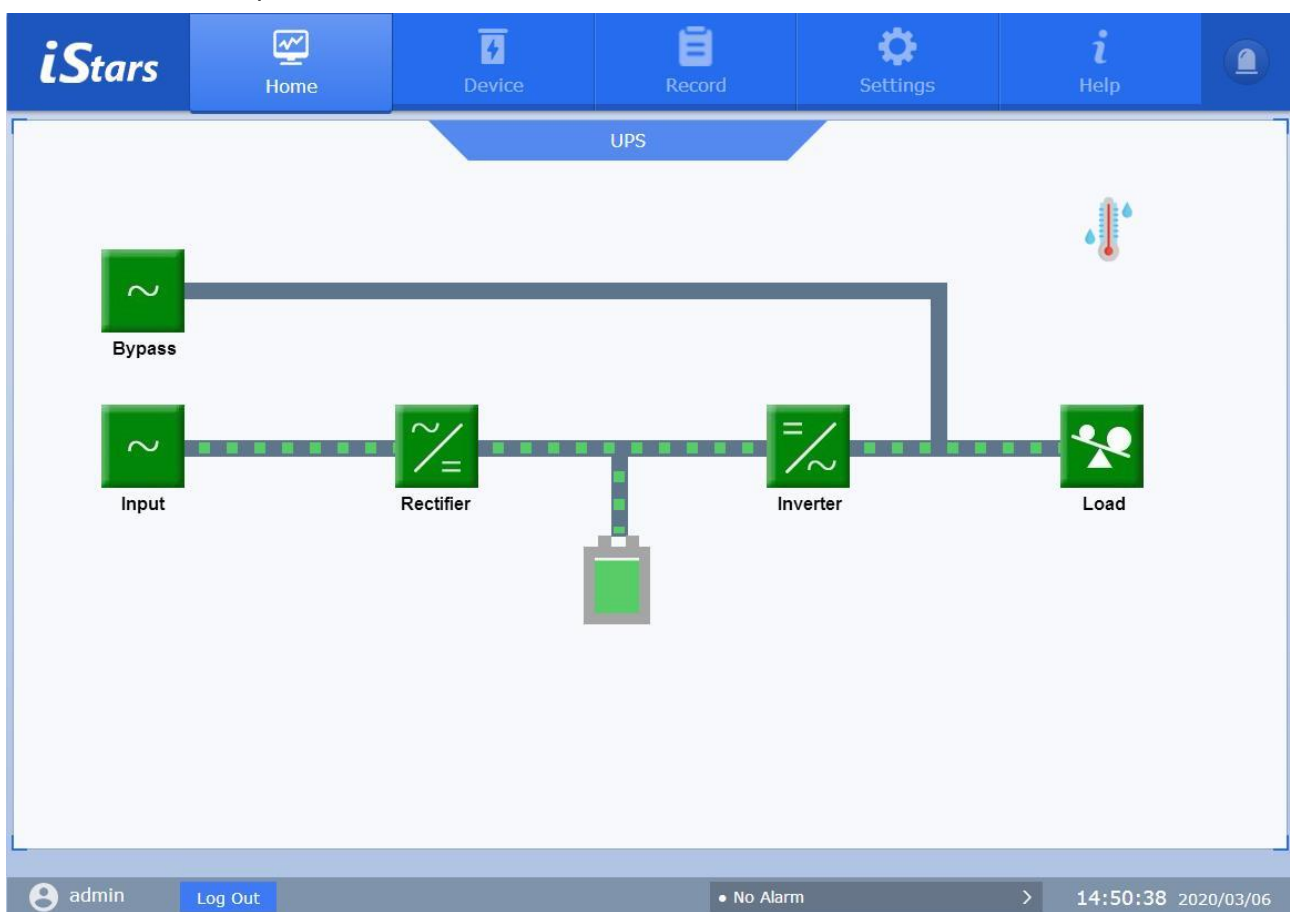 iStars
Home
Device
Record
Settings
Help
UPS
Bypass
Input
Rectifier
Inverter
Load
admin
Log Out
• No Alarm >
14:50:38 2020/03/06